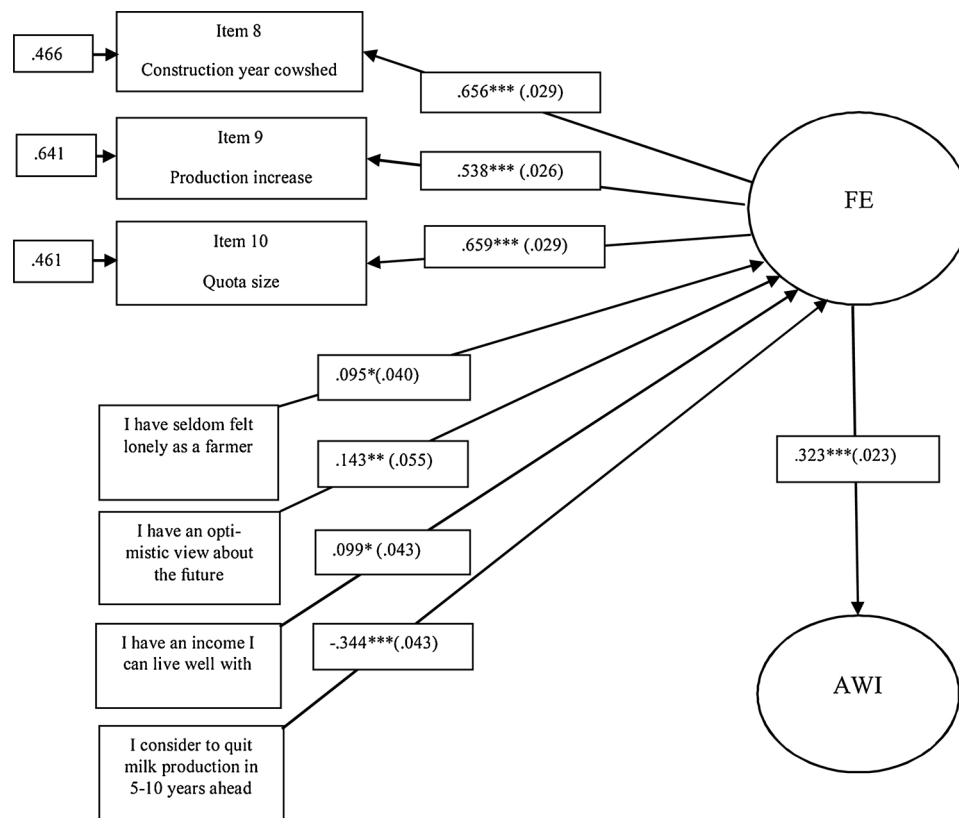 .466
Item 8
Construction year cowshed
.656*** (.029)
.641
Item 9
Production increase
.538*** (.026)
FE
.461
Item 10
Quota size
.659*** (.029)
.095*(.040)
I have seldom felt
lonely as a farmer
.143** (.055)
.323***(.023)
I have an opti-
mistic view about
the future
.099* (.043)
I have an income I
can live well with
-.344***(.043)
AWI
I consider to quit
milk production in
5-10 years ahead